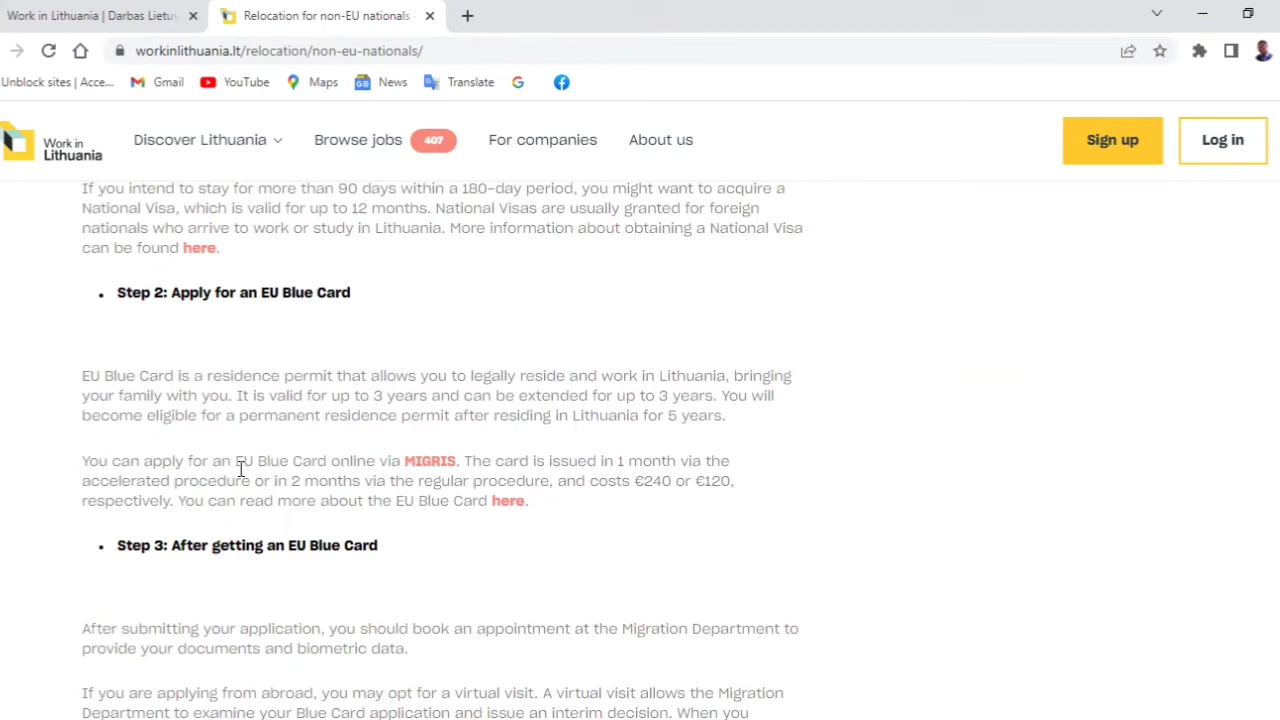 Work in Lithuania | Darbas Lietuv
Relocation for non-EU nationals
workinlithuania.lt/relocation/non-eu-nationals/
Unblock sites | Acce...
Gmail
YouTube
Maps
News
Translate
Work in
Lithuania
Discover Lithuania
Browse jobs
407
For companies
About us
Sign up
Log in
If you intend to stay for more than 90 days within a 180-day period, you might want to acquire a
National Visa, which is valid for up to 12 months. National Visas are usually granted for foreign
nationals who arrive to work or study in Lithuania. More information about obtaining a National Visa
can be found here.
• Step 2: Apply for an EU Blue Card
EU Blue Card is a residence permit that allows you to legally reside and work in Lithuania, bringing
your family with you. It is valid for up to 3 years and can be extended for up to 3 years. You will
become eligible for a permanent residence permit after residing in Lithuania for 5 years.
You can apply for an EU Blue Card online via MIGRIS. The card is issued in 1 month via the
accelerated procedure or in 2 months via the regular procedure, and costs €240 or €120,
respectively. You can read more about the EU Blue Card here.
• Step 3: After getting an EU Blue Card
After submitting your application, you should book an appointment at the Migration Department to
provide your documents and biometric data.
If you are applying from abroad, you may opt for a virtual visit. A virtual visit allows the Migration
Department to examine your Blue Card application and issue an interim decision. When you